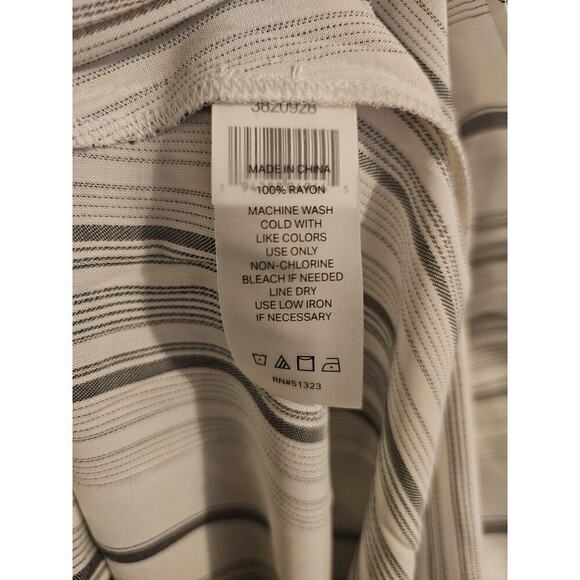 3820928
MADE IN CHINA
100% RAYON
MACHINE WASH
COLD WITH
LIKE COLORS
USE ONLY
NON-CHLORINE
BLEACH IF NEEDED
LINE DRY
USE LOW IRON
IF NECESSARY
RN#51323